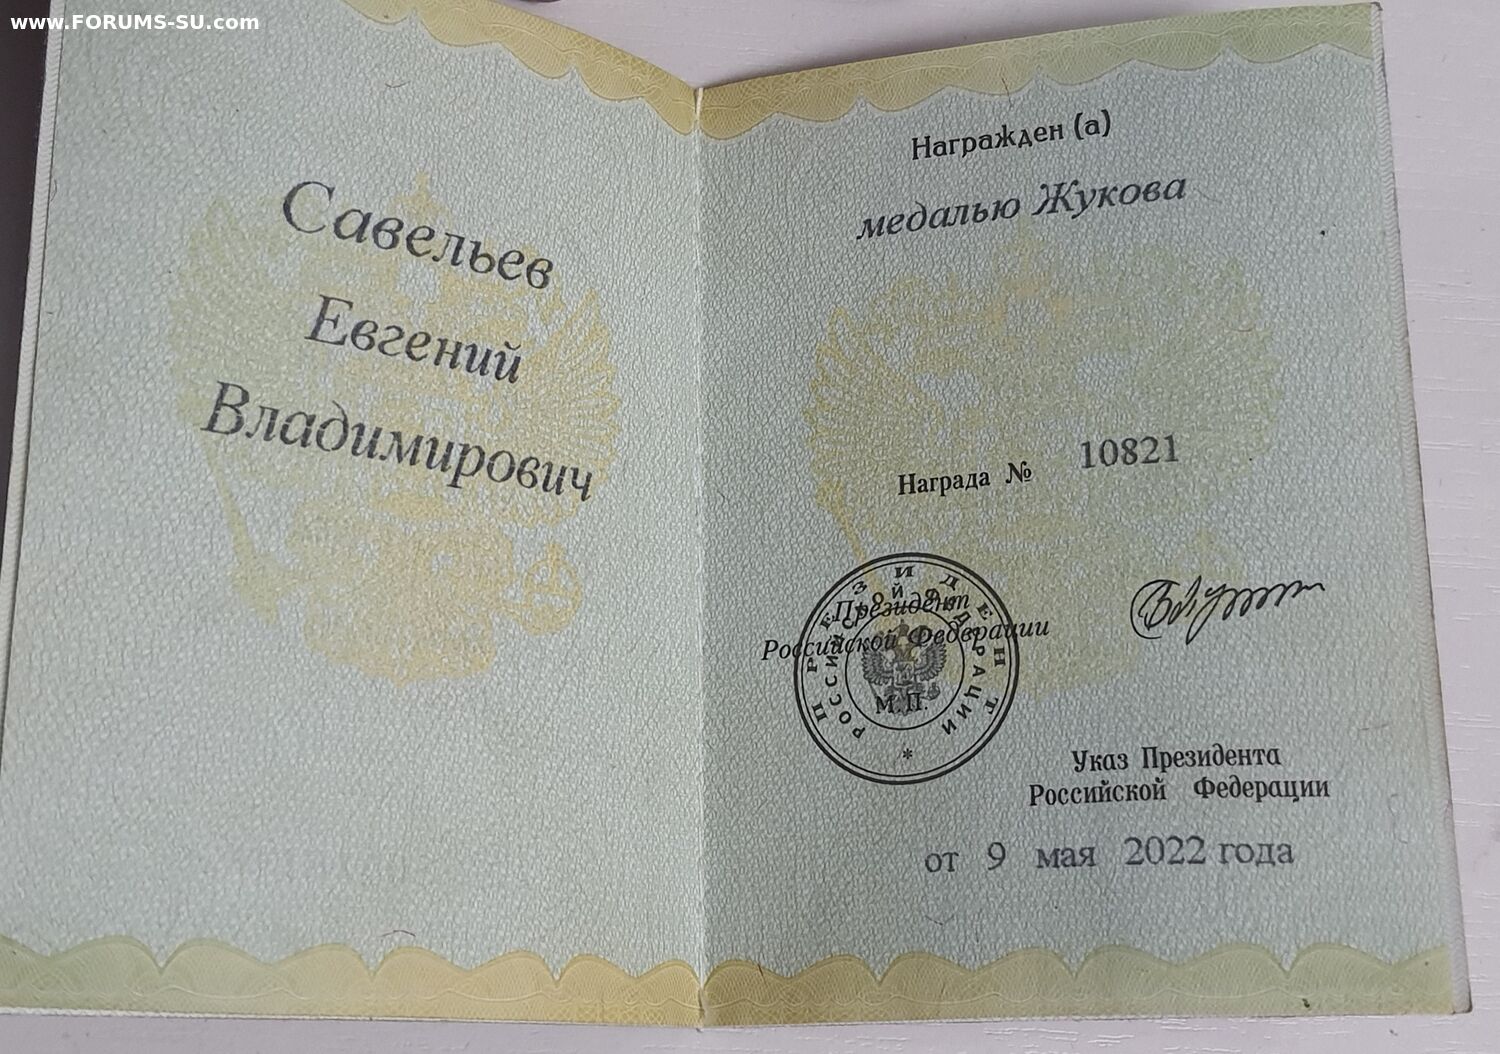 www.FORUMS-SU.com
Савельев
Евгений
Владимирович
Награжден (а)
медалью Жукова
Награда № 10821
Президент
Российской Федерации
ПРЕЗИДЕНТ
РОССИЙСКОЙ ФЕДЕРАЦИИ
*
М.П.
Указ Президента
Российской Федерации
от 9 мая 2022 года